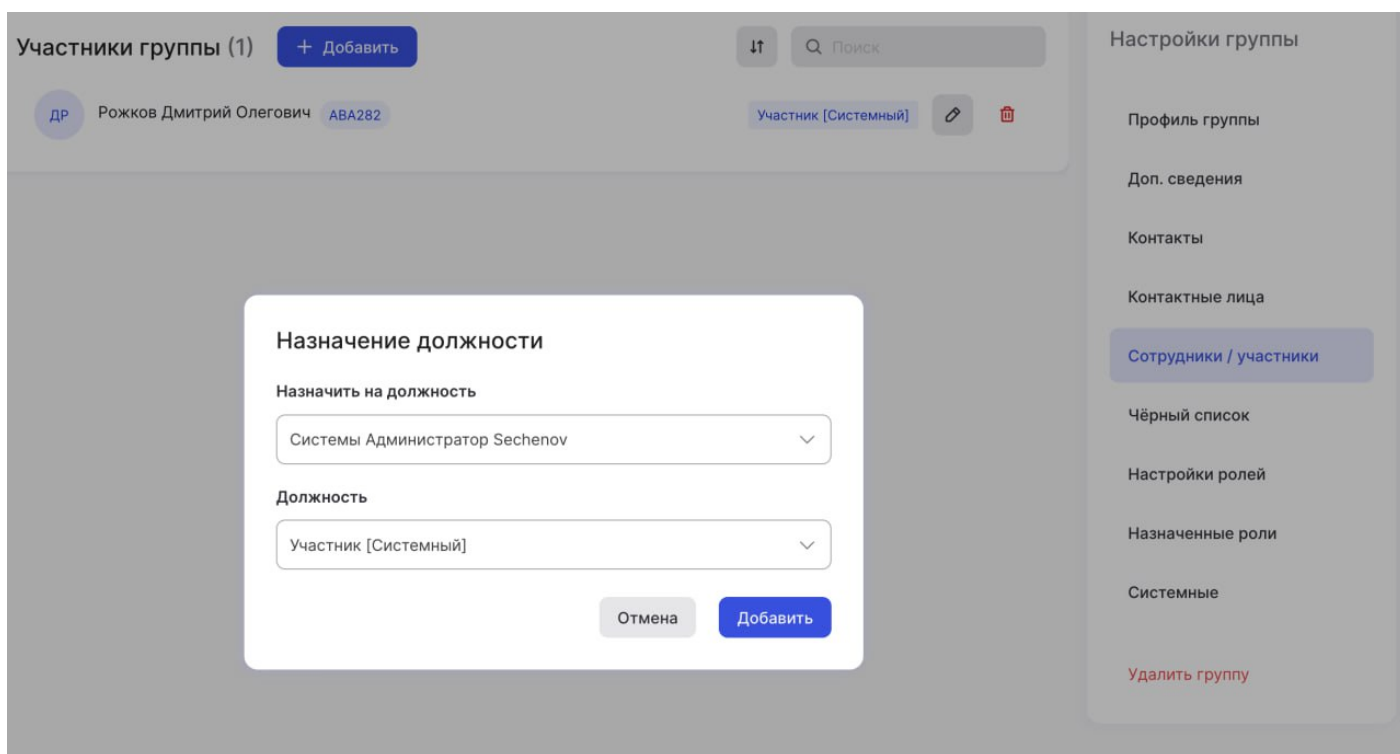 Участники группы (1)
+ Добавить
Поиск
ДР
Рожков Дмитрий Олегович
ABA282
Участник [Системный]
Назначение должности
Назначить на должность
Системы Администратор Sechenov
Должность
Участник [Системный]
Отмена
Добавить
Настройки группы
Профиль группы
Доп. сведения
Контакты
Контактные лица
Сотрудники / участники
Чёрный список
Настройки ролей
Назначенные роли
Системные
Удалить группу